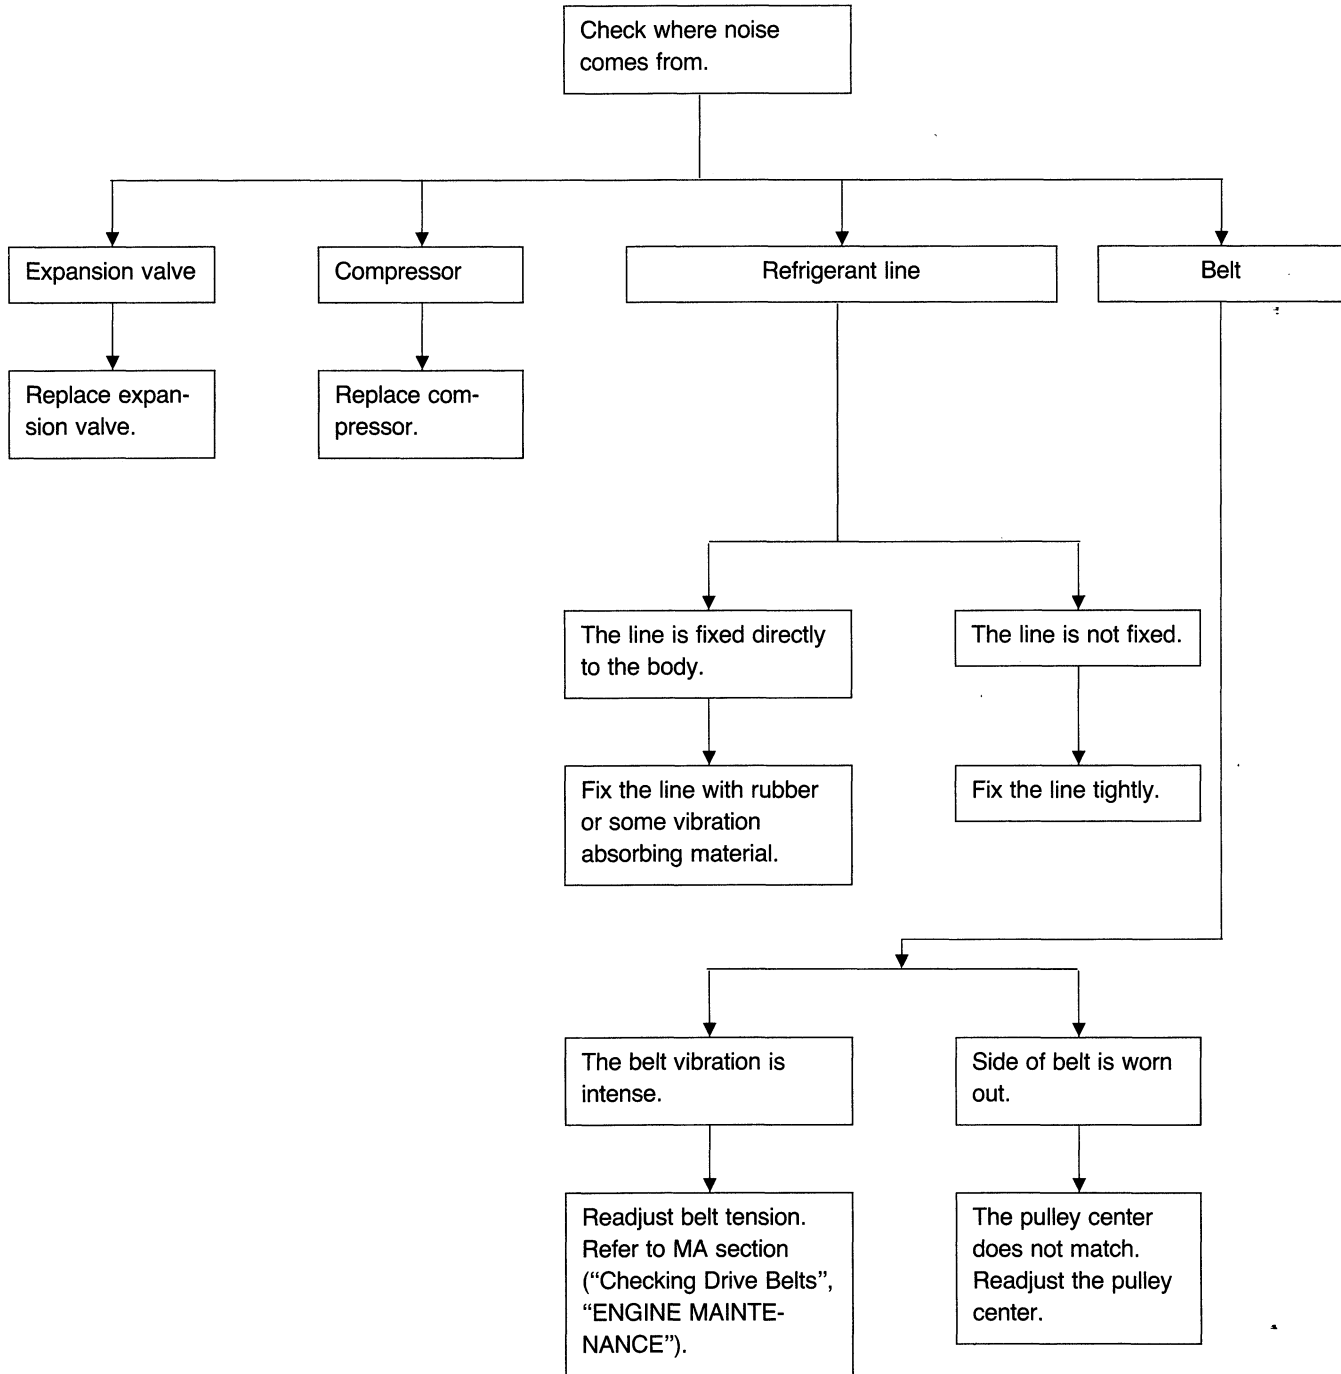 Check where noise
comes from.
Expansion valve
Compressor
Refrigerant line
Belt
Replace expan-
sion valve.
Replace com-
pressor.
The line is fixed directly
to the body.
The line is not fixed.
Fix the line with rubber
or some vibration
absorbing material.
Fix the line tightly.
The belt vibration is
intense.
Side of belt is worn
out.
Readjust belt tension.
Refer to MA section
(“Checking Drive Belts”,
“ENGINE MAINTE-
NANCE”).
The pulley center
does not match.
Readjust the pulley
center.